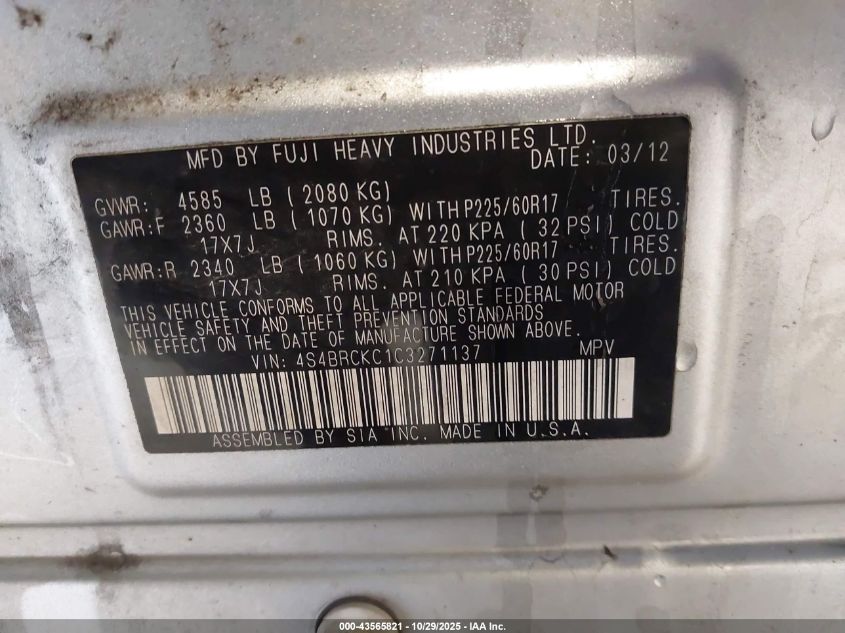 MFD BY FUJI HEAVY INDUSTRIES LTD.
DATE: 03/12
GVWR: 4585 LB (2080 KG)
GAWR:F 2360 LB (1070 KG) WITH P225/60R17 TIRES.
17X7J RIMS. AT 220 KPA (32 PSI) COLD
GAWR:R 2340 LB (1060 KG) WITH P225/60R17 TIRES.
17X7J RIMS. AT 210 KPA (30 PSI) COLD
THIS VEHICLE CONFORMS TO ALL APPLICABLE FEDERAL MOTOR
VEHICLE SAFETY AND THEFT PREVENTION STANDARDS
IN EFFECT ON THE DATE OF MANUFACTURE SHOWN ABOVE.
VIN: 4S4BRCKC1C3271137 MPV
ASSEMBLED BY SIA INC. MADE IN U.S.A.
000-43565821 - 10/29/2025 - IAA Inc.